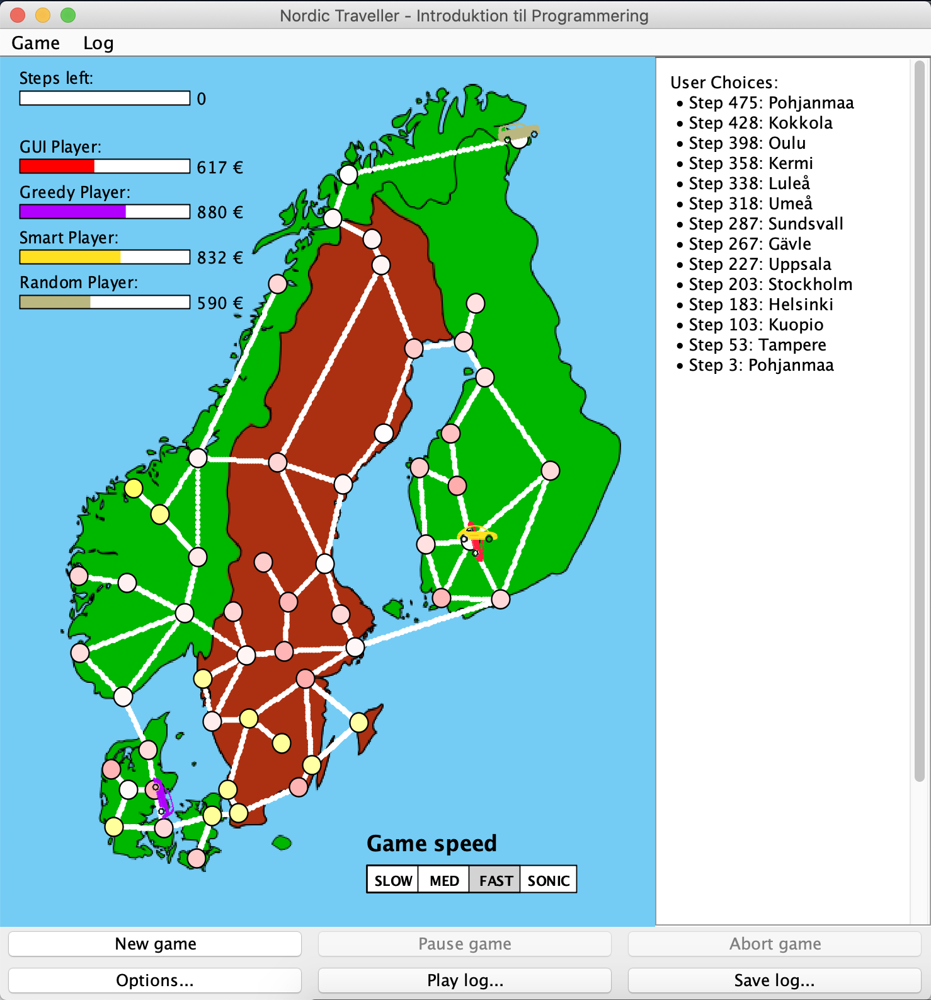 Nordic Traveller - Introduktion til Programmering
Game Log
Steps left:
0
GUI Player:
617 €
Greedy Player:
880 €
Smart Player:
832 €
Random Player:
590 €
User Choices:
• Step 475: Pohjanmaa
• Step 428: Kokkola
• Step 398: Oulu
• Step 358: Kermi
• Step 338: Luleå
• Step 318: Umeå
• Step 287: Sundsvall
• Step 267: Gävle
• Step 227: Uppsala
• Step 203: Stockholm
• Step 183: Helsinki
• Step 103: Kuopio
• Step 53: Tampere
• Step 3: Pohjanmaa
Game speed
SLOW MED FAST SONIC
New game Pause game Abort game
Options... Play log... Save log...